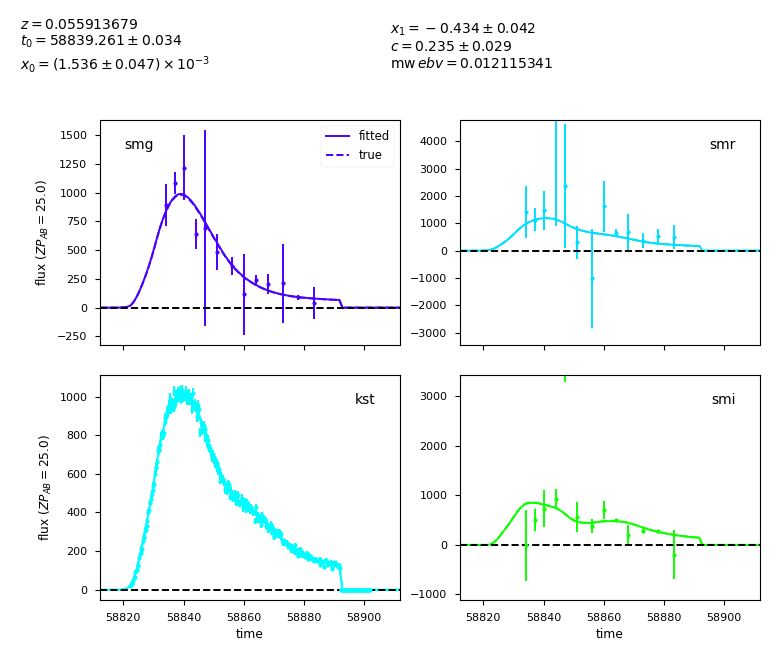 z = 0.055913679
t₀ = 58839.261 ± 0.034
x₀ = (1.536 ± 0.047) × 10⁻³
x₁ = −0.434 ± 0.042
c = 0.235 ± 0.029
mw ebv = 0.012115341
smg
fitted
true
1500
1250
1000
750
500
250
0
−250
flux (ZP_AB = 25.0)
smr
4000
3000
2000
1000
0
−1000
−2000
−3000
kst
1000
800
600
400
200
0
flux (ZP_AB = 25.0)
58820 58840 58860 58880 58900
time
smi
3000
2000
1000
0
−1000
58820 58840 58860 58880 58900
time